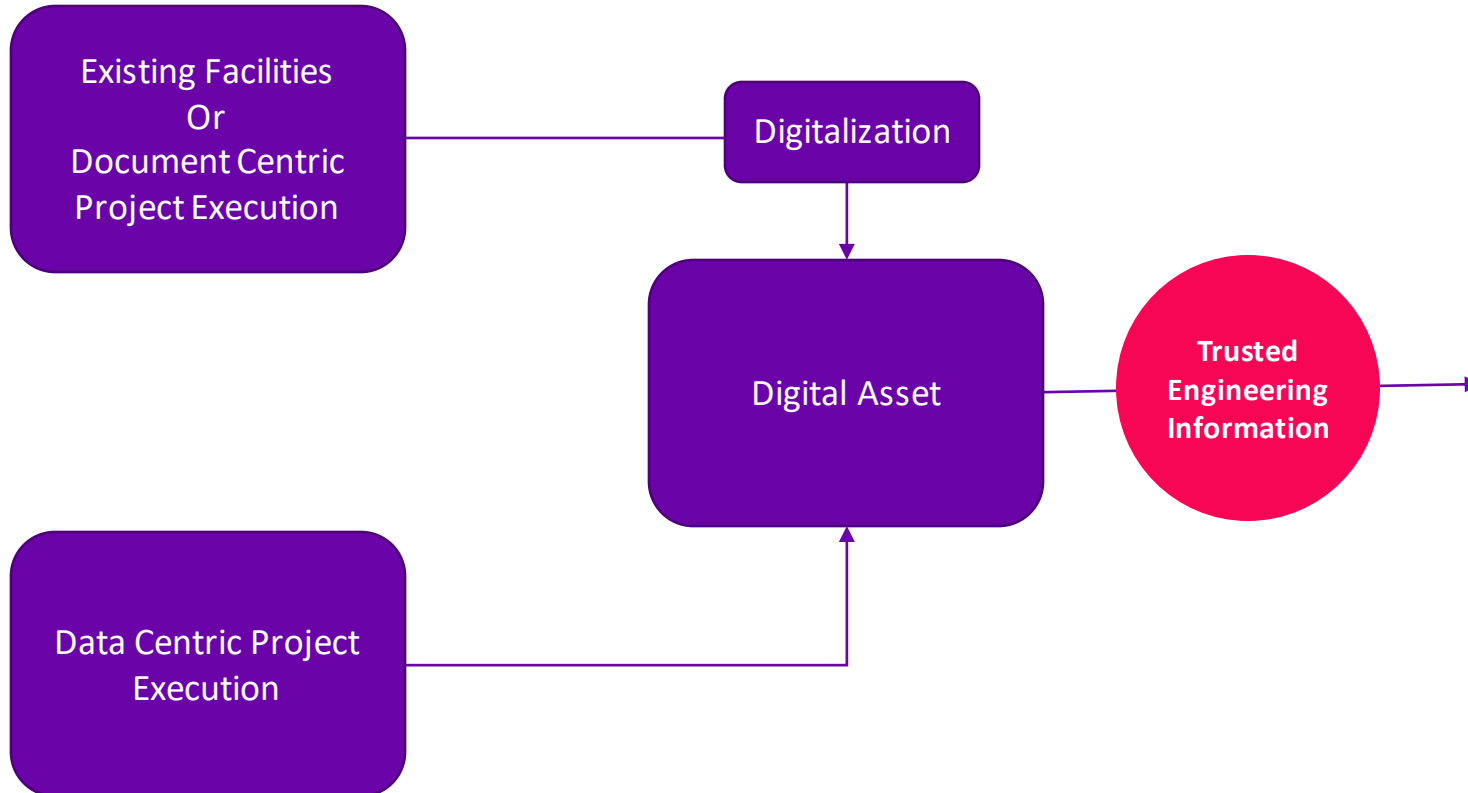 Existing Facilities
Or
Document Centric
Project Execution
Digitalization
Digital Asset
Trusted
Engineering
Information
Data Centric Project
Execution